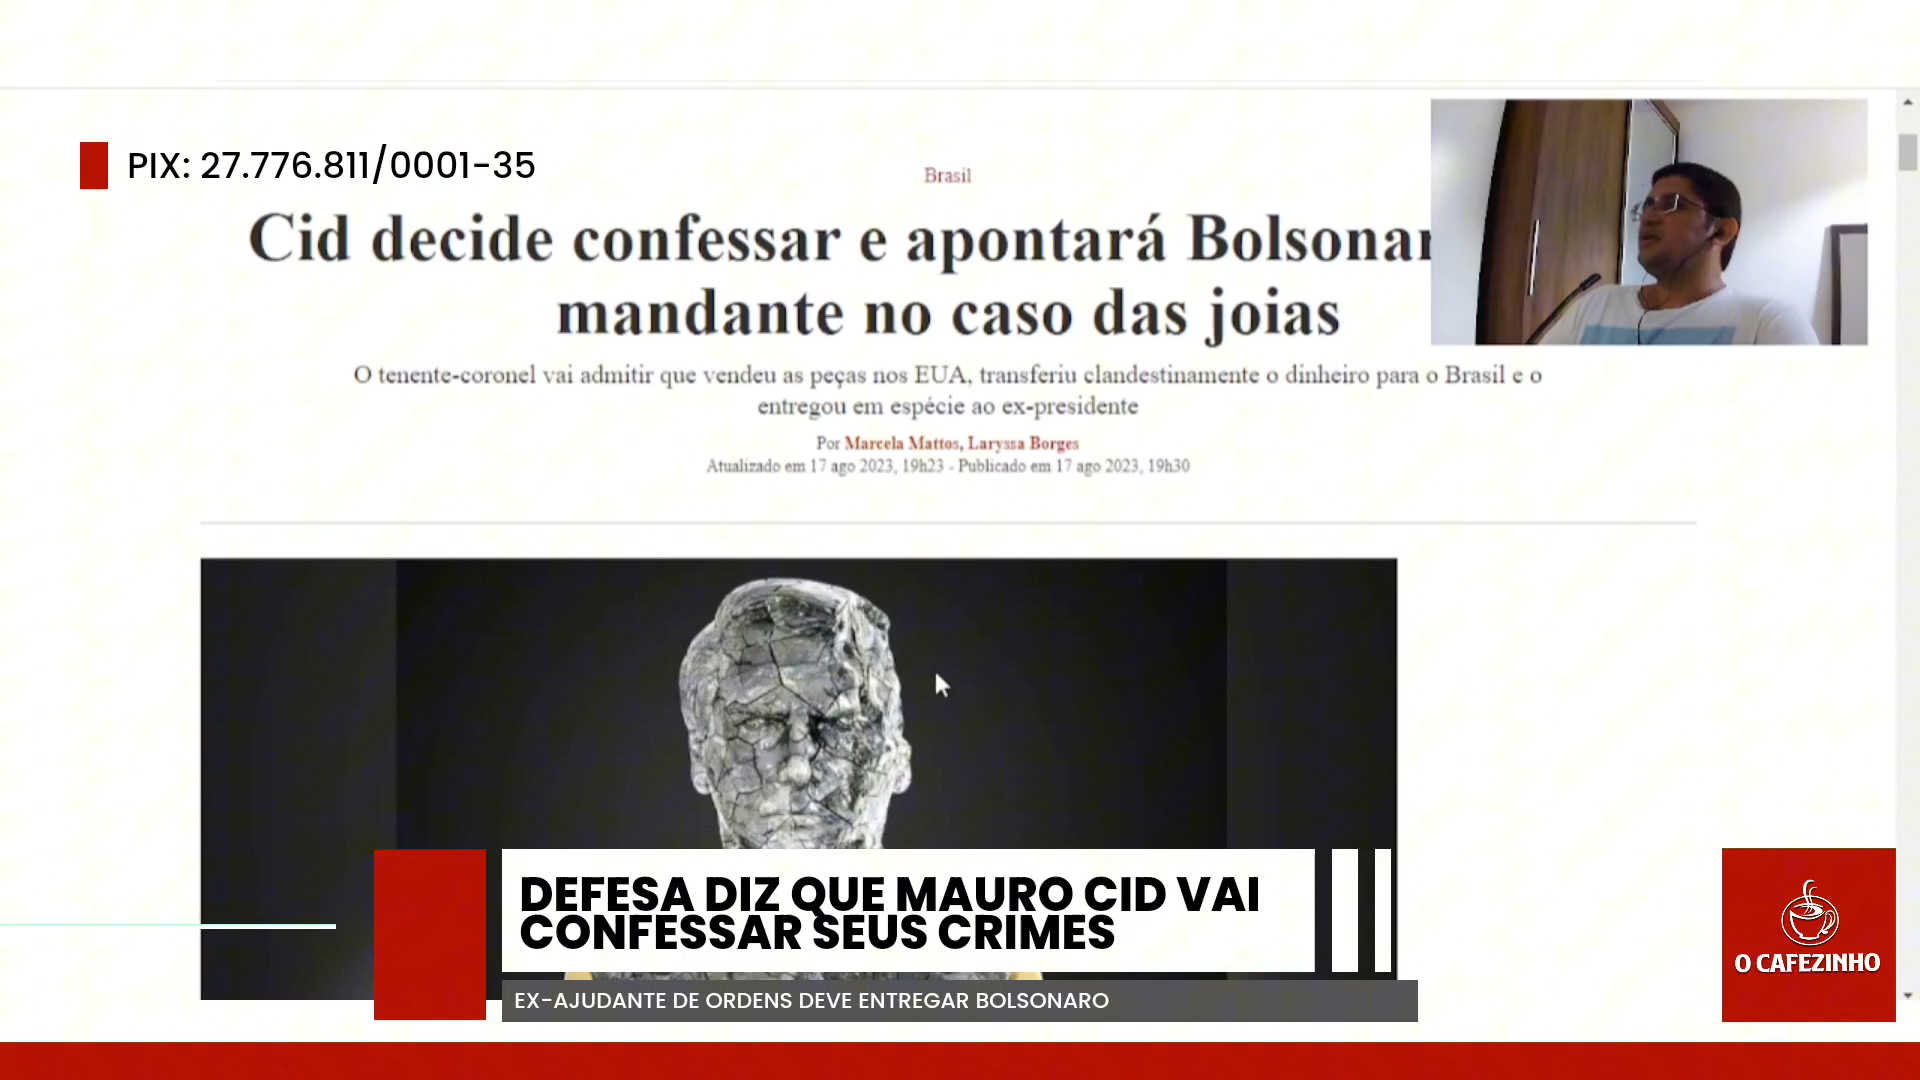 PIX: 27.776.811/0001-35
Brasil
Cid decide confessar e apontará Bolsonar
mandante no caso das joias
O tenente-coronel vai admitir que vendeu as peças nos EUA, transferiu clandestinamente o dinheiro para o Brasil e o
entregou em espécie ao ex-presidente
Por Marcela Mattos, Laryssa Borges
Atualizado em 17 ago 2023, 19h23 - Publicado em 17 ago 2023, 19h30
DEFESA DIZ QUE MAURO CID VAI
CONFESSAR SEUS CRIMES
EX-AJUDANTE DE ORDENS DEVE ENTREGAR BOLSONARO
O CAFEZINHO